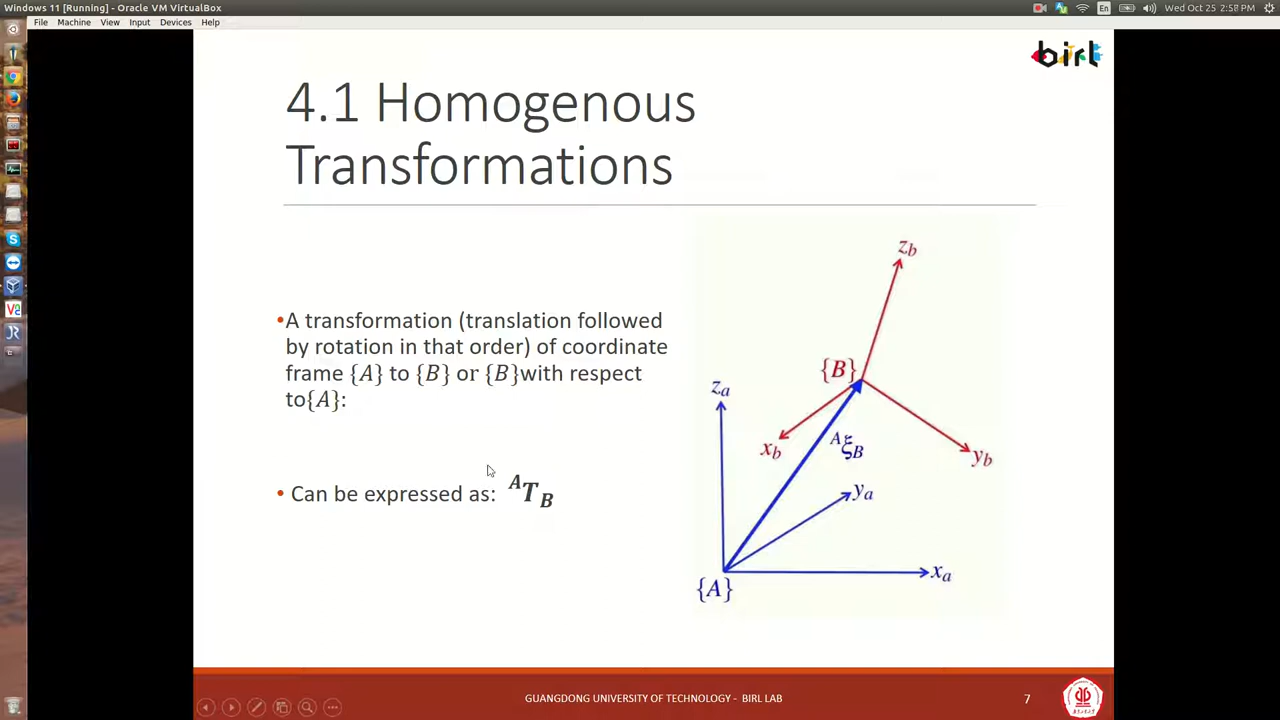 Windows 11 [Running] - Oracle VM VirtualBox
En
Wed Oct 25 2:58 PM
File Machine View Input Devices Help
birl
4.1 Homogenous
Transformations
•A transformation (translation followed
by rotation in that order) of coordinate
frame {A} to {B} or {B}with respect
to{A}:
• Can be expressed as: ᴬT_B
z_b
{B}
z_a
x_b
ᴬξ_B
y_b
y_a
x_a
{A}
GUANGDONG UNIVERSITY OF TECHNOLOGY - BIRL LAB
7